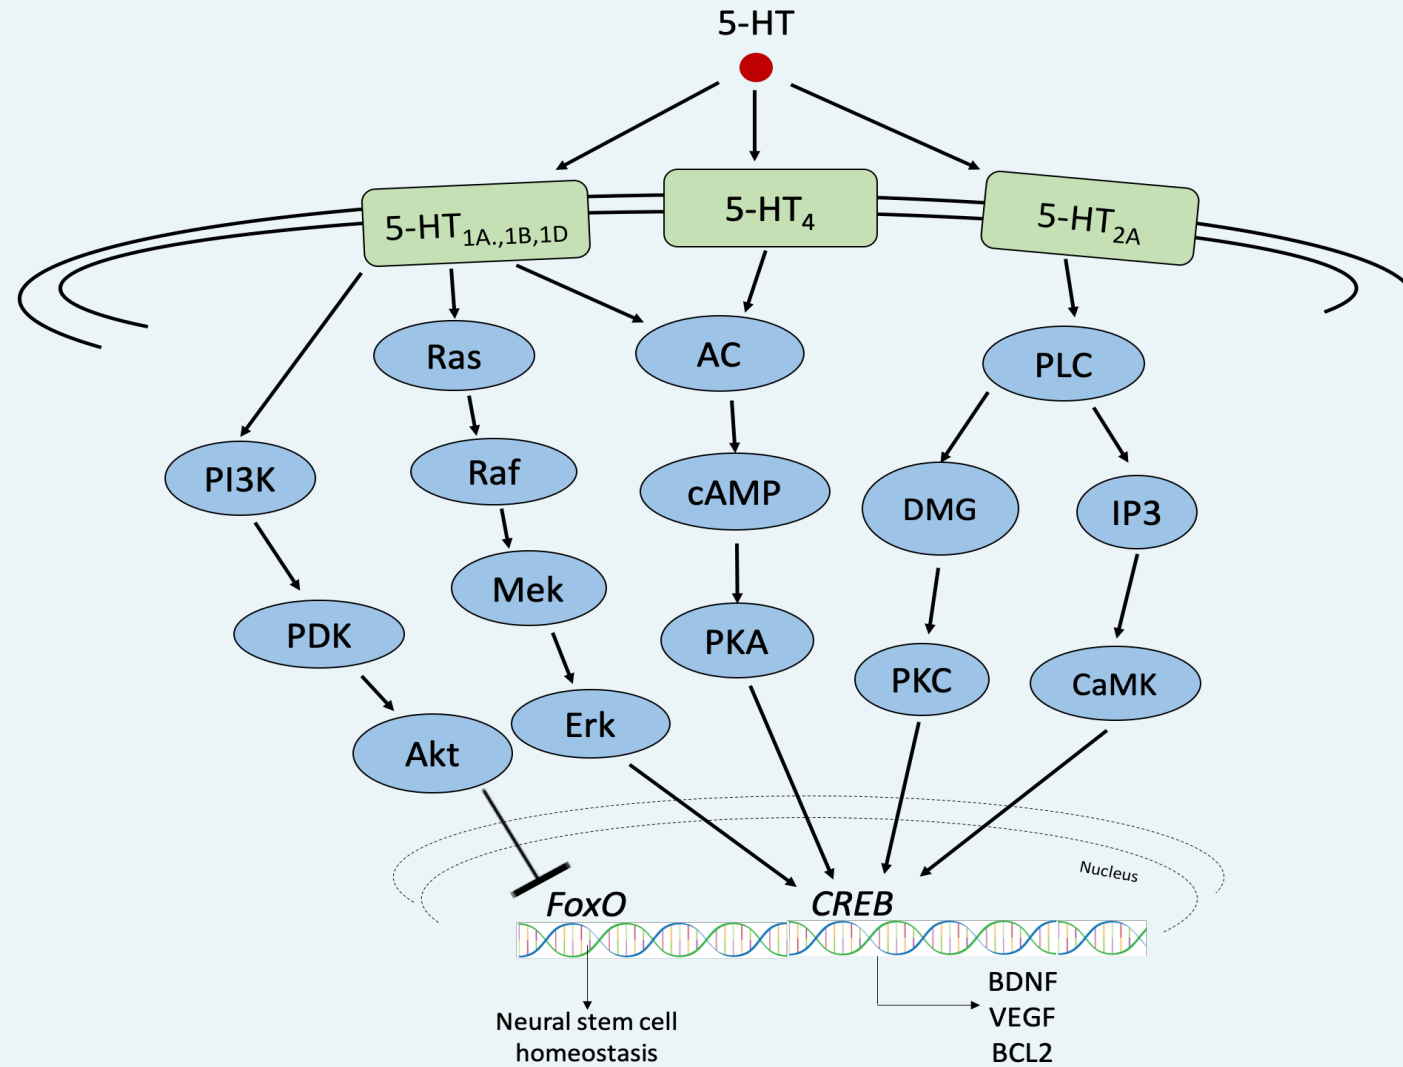 5-HT
5-HT1A.,1B,1D
5-HT4
5-HT2A
Ras
AC
PLC
PI3K
Raf
cAMP
DMG
IP3
Mek
PDK
PKA
PKC
CaMK
Akt
Erk
Nucleus
FoxO
CREB
BDNF
VEGF
BCL2
Neural stem cell
homeostasis